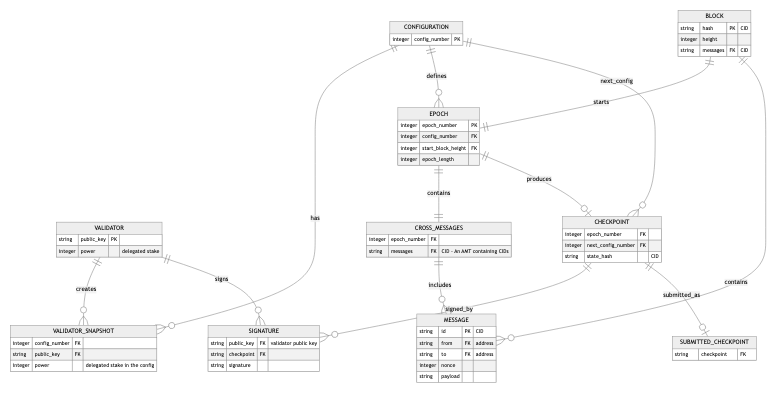 BLOCK
string hash PK CID
integer height
string messages FK CID
CONFIGURATION
integer config_number PK
next_config
defines
starts
EPOCH
integer epoch_number PK
integer config_number FK
integer start_block_height FK
integer epoch_length
produces
contains
has
VALIDATOR
string public_key PK
integer power delegated stake
CROSS_MESSAGES
integer epoch_number FK
string messages FK CID - An AMT containing CIDs
CHECKPOINT
integer epoch_number FK
integer next_config_number FK
string state_hash CID
creates
signs
includes
submitted_as
contains
signed_by
VALIDATOR_SNAPSHOT
integer config_number FK
string public_key FK
integer power delegated stake in the config
SIGNATURE
string public_key FK validator public key
string checkpoint FK
string signature
MESSAGE
string id PK CID
string from FK address
string to FK address
integer nonce
string payload
SUBMITTED_CHECKPOINT
string checkpoint FK